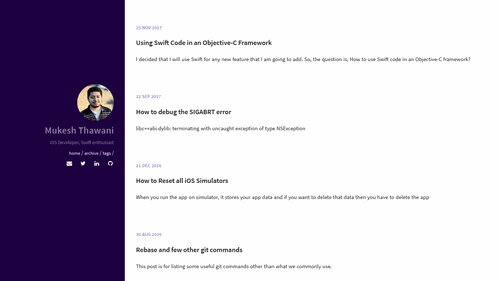 Mukesh Thawani
iOS Developer, Swift enthusiast
home / archive / tags /
25 NOV 2017
Using Swift Code in an Objective-C Framework
I decided that I will use Swift for any new feature that I am going to add. So, the question is, How to use Swift code in an Objective-C framework?
22 SEP 2017
How to debug the SIGABRT error
libc++abi.dylib: terminating with uncaught exception of type NSException
21 DEC 2016
How to Reset all iOS Simulators
When you run the app on simulator, it stores your app data and if you want to delete that data then you have to delete the app
30 AUG 2016
Rebase and few other git commands
This post is for listing some useful git commands other than what we commonly use.